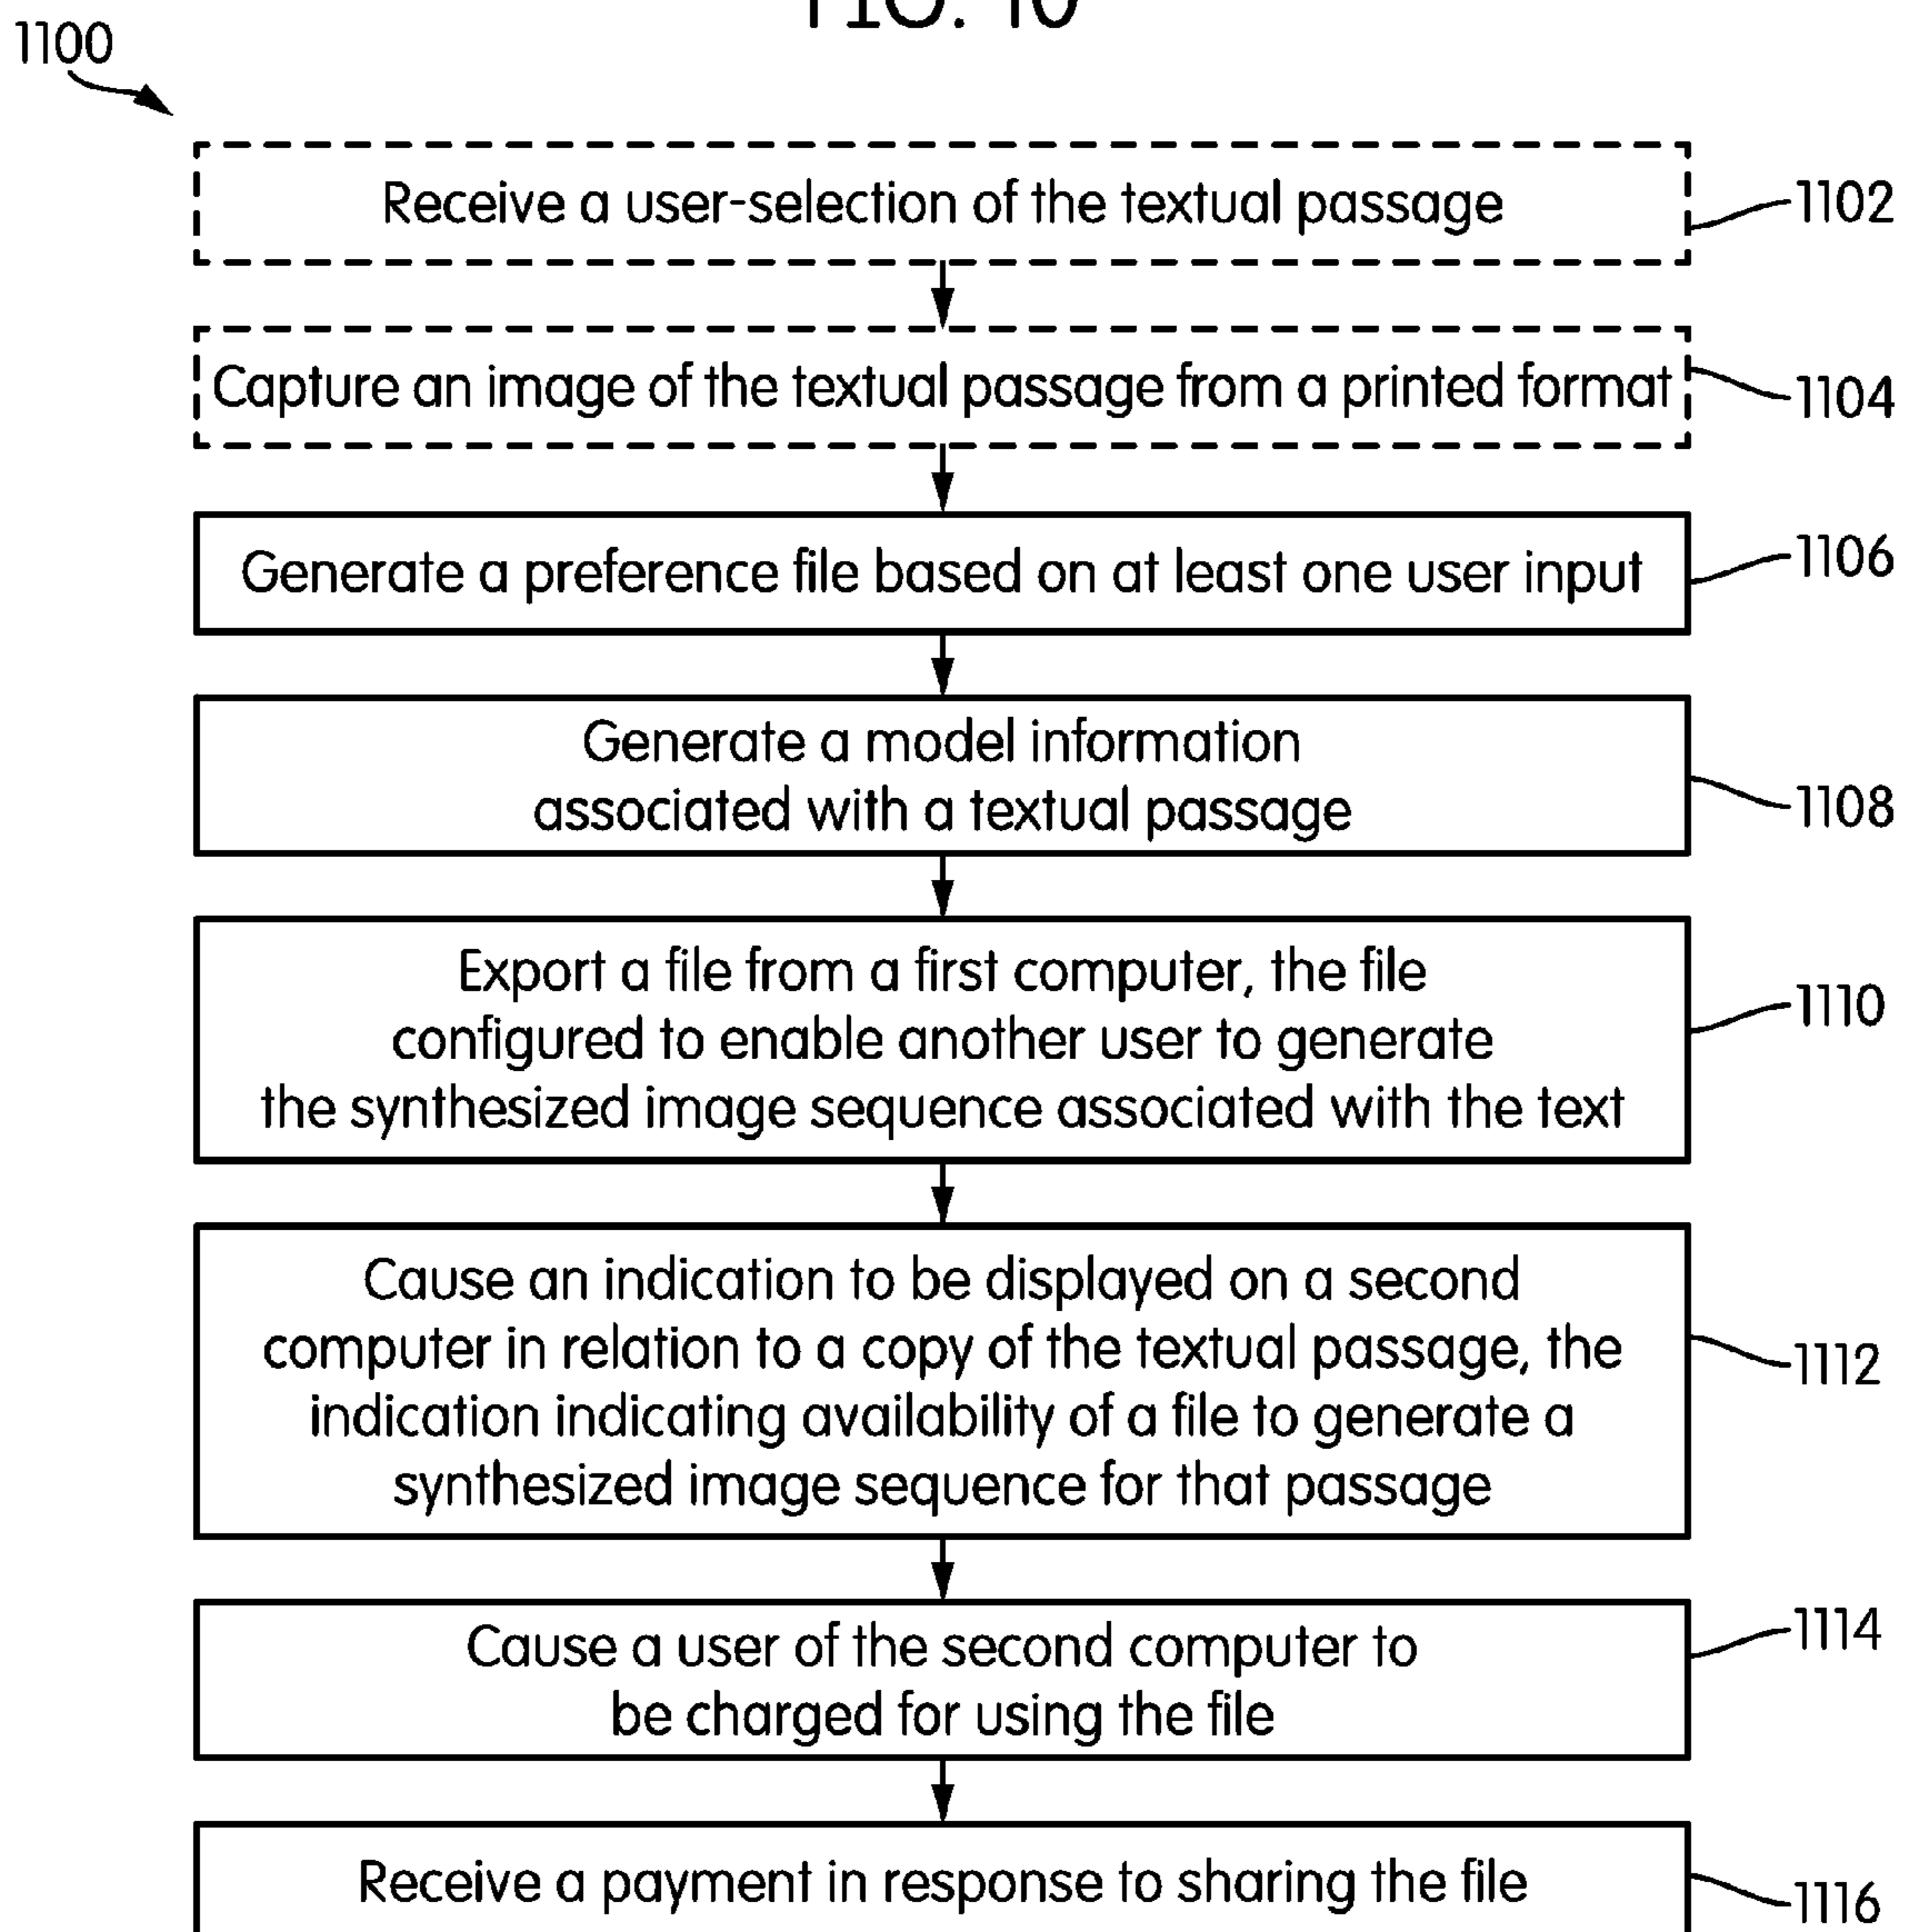 FIG. 10
1100
Receive a user-selection of the textual passage
1102
Capture an image of the textual passage from a printed format
1104
Generate a preference file based on at least one user input
1106
Generate a model information
associated with a textual passage
1108
Export a file from a first computer, the file
configured to enable another user to generate
the synthesized image sequence associated with the text
1110
Cause an indication to be displayed on a second
computer in relation to a copy of the textual passage, the
indication indicating availability of a file to generate a
synthesized image sequence for that passage
1112
Cause a user of the second computer to
be charged for using the file
1114
Receive a payment in response to sharing the file
1116